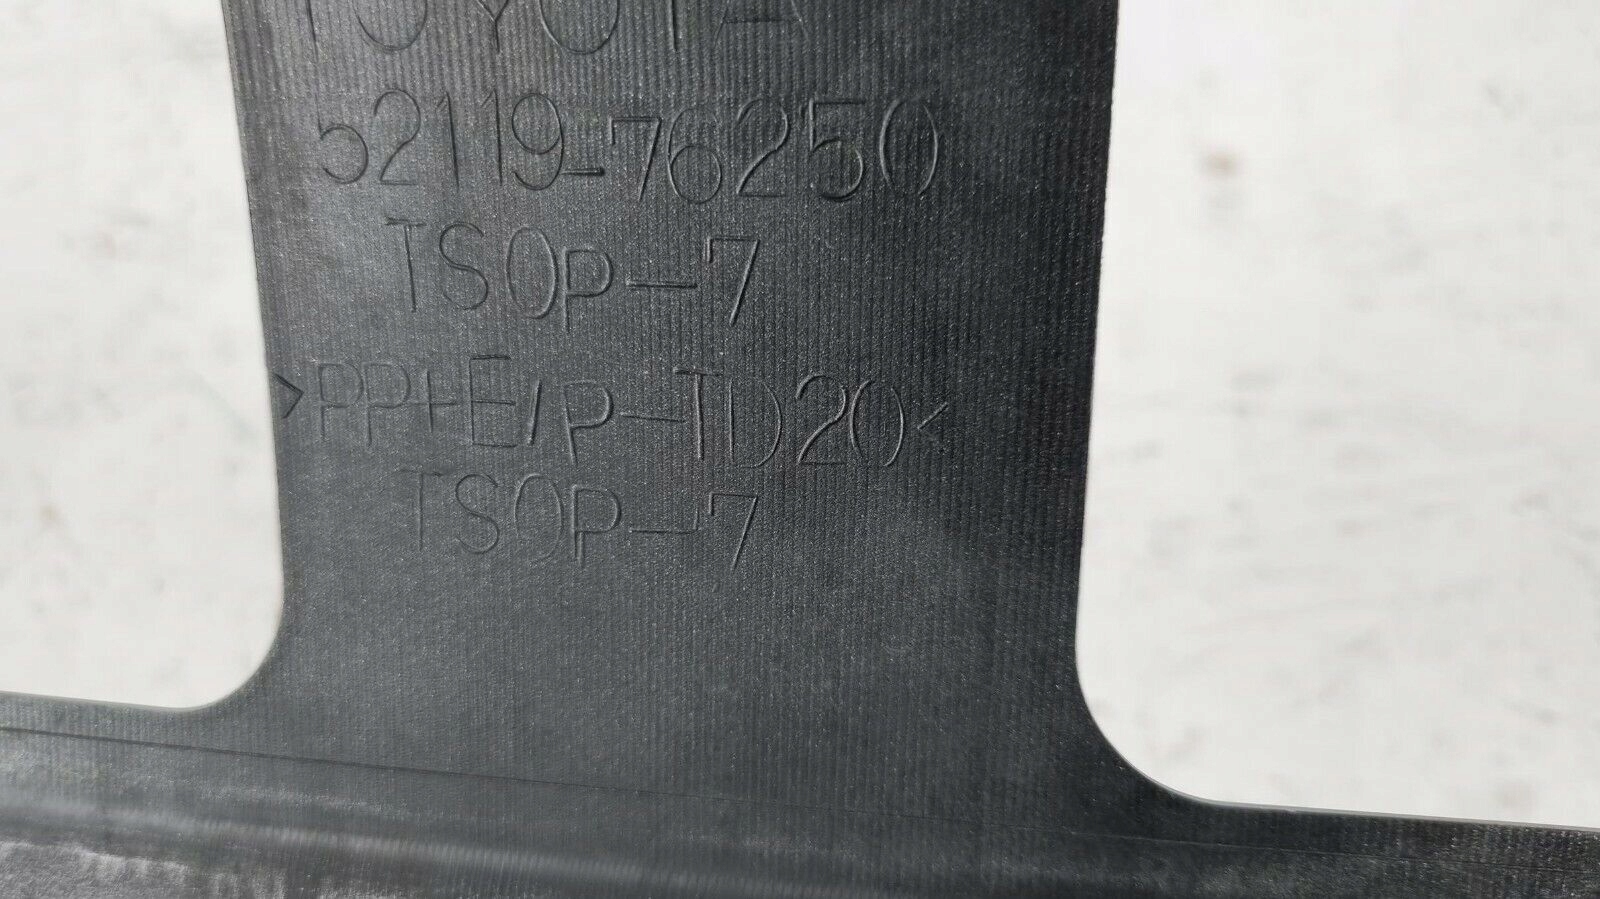 TOYOTA
52119-76250
TSOP-7
>PP+E/P-TD20<
TSOP-7